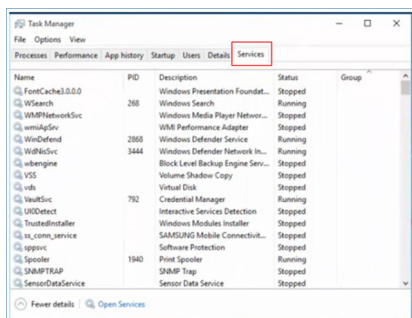 Task Manager
File Options View
Processes Performance App history Startup Users Details Services
Name PID Description Status Group
FontCache3.0.0.0 Windows Presentation Foundat... Stopped
WSearch 268 Windows Search Running
WMPNetworkSvc Windows Media Player Networ... Stopped
wmiApSrv WMI Performance Adapter Stopped
WinDefend 2868 Windows Defender Service Running
WdNisSvc 3444 Windows Defender Network In... Running
wbengine Block Level Backup Engine Serv... Stopped
VSS Volume Shadow Copy Stopped
vds Virtual Disk Stopped
VaultSvc 792 Credential Manager Running
UI0Detect Interactive Services Detection Stopped
TrustedInstaller Windows Modules Installer Stopped
ss_conn_service SAMSUNG Mobile Connectivit... Stopped
sppsvc Software Protection Stopped
Spooler 1940 Print Spooler Running
SNMPTRAP SNMP Trap Stopped
SensorDataService Sensor Data Service Stopped
Fewer details Open Services